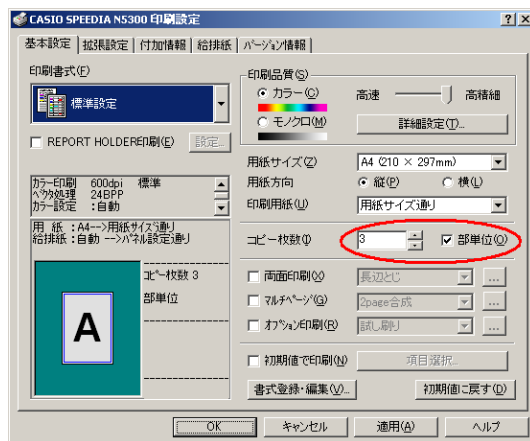 CASIO SPEEDIA N5300 印刷設定
基本設定 拡張設定 付加情報 給排紙 バージョン情報
印刷書式(F)
標準設定
REPORT HOLDER印刷(E) 設定...
カラー印刷 600dpi 標準
ベクタ処理 24BPP
カラー設定 :自動
用 紙 :A4-->用紙サイズ通り
給排紙:自動 -->パネル設定通り
コピー枚数 3
部単位
A
印刷品質(S)
カラー(C)
モノクロ(M)
高速 高精細
詳細設定(T)...
用紙サイズ(Z) A4 (210 × 297mm)
用紙方向 縦(P) 横(L)
印刷用紙(U) 用紙サイズ通り
コピー枚数(I) 3 部単位(O)
両面印刷(X) 長辺とじ ...
マルチページ(G) 2page合成 ...
オプション印刷(R) 試し刷り ...
初期値で印刷(N) 項目選択...
書式登録・編集(V)... 初期値に戻す(D)
OK キャンセル 適用(A) ヘルプ